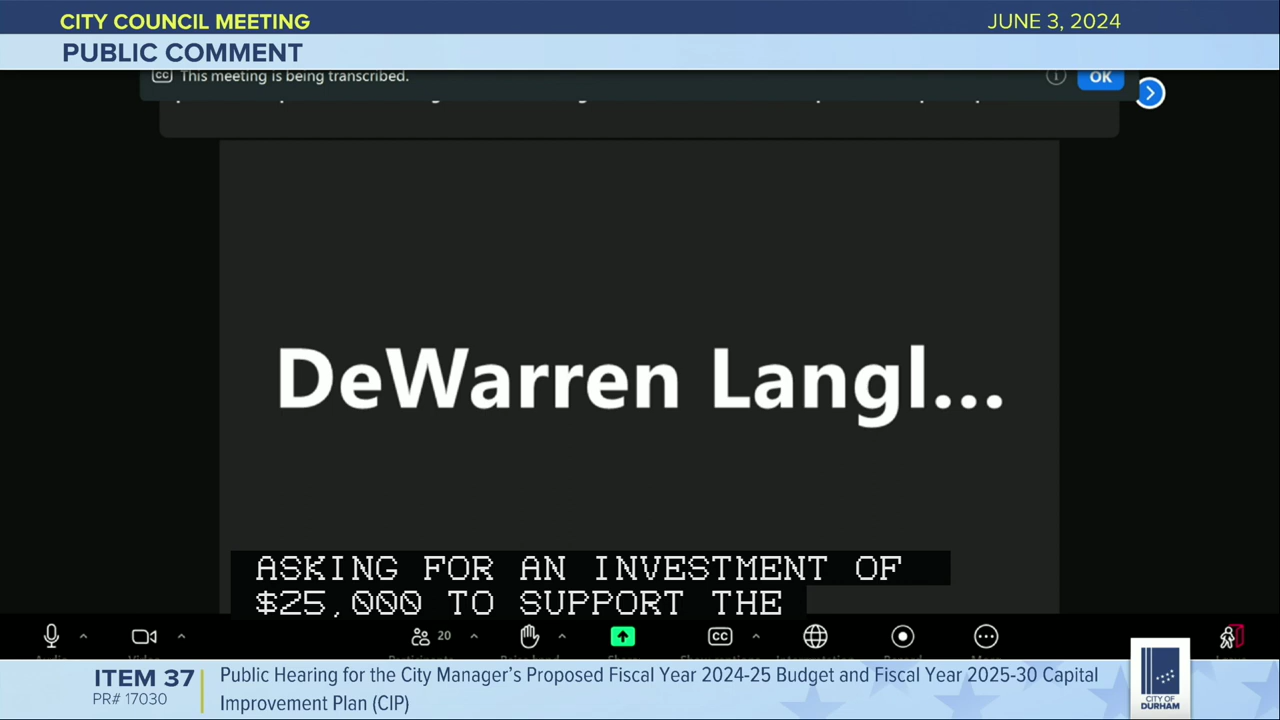 CITY COUNCIL MEETING
JUNE 3, 2024
PUBLIC COMMENT
CC This meeting is being transcribed.
OK
DeWarren Langl...
ASKING FOR AN INVESTMENT OF
$25,000 TO SUPPORT THE
20
CC
ITEM 37
PR# 17030
Public Hearing for the City Manager's Proposed Fiscal Year 2024-25 Budget and Fiscal Year 2025-30 Capital
Improvement Plan (CIP)
CITY OF
DURHAM